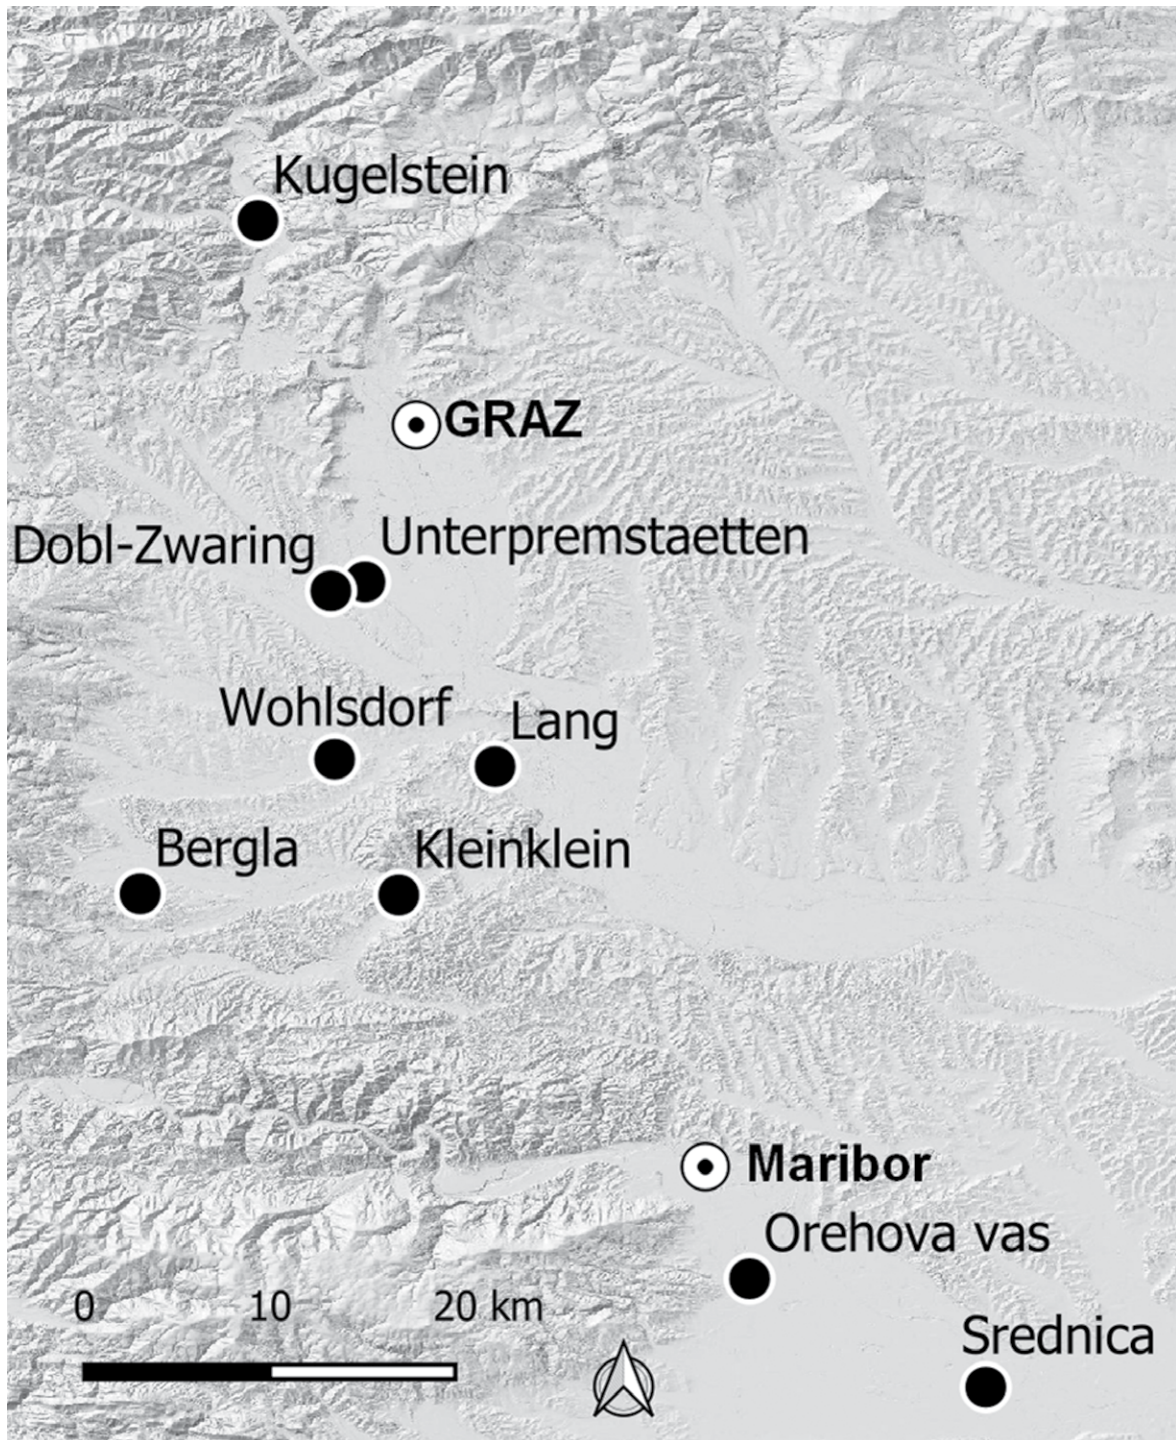 Kugelstein
GRAZ
Unterpremstaetten
Dobl-Zwaring
Wohlsdorf
Lang
Bergla
Kleinklein
Maribor
Orehova vas
0 10 20 km
Srednica